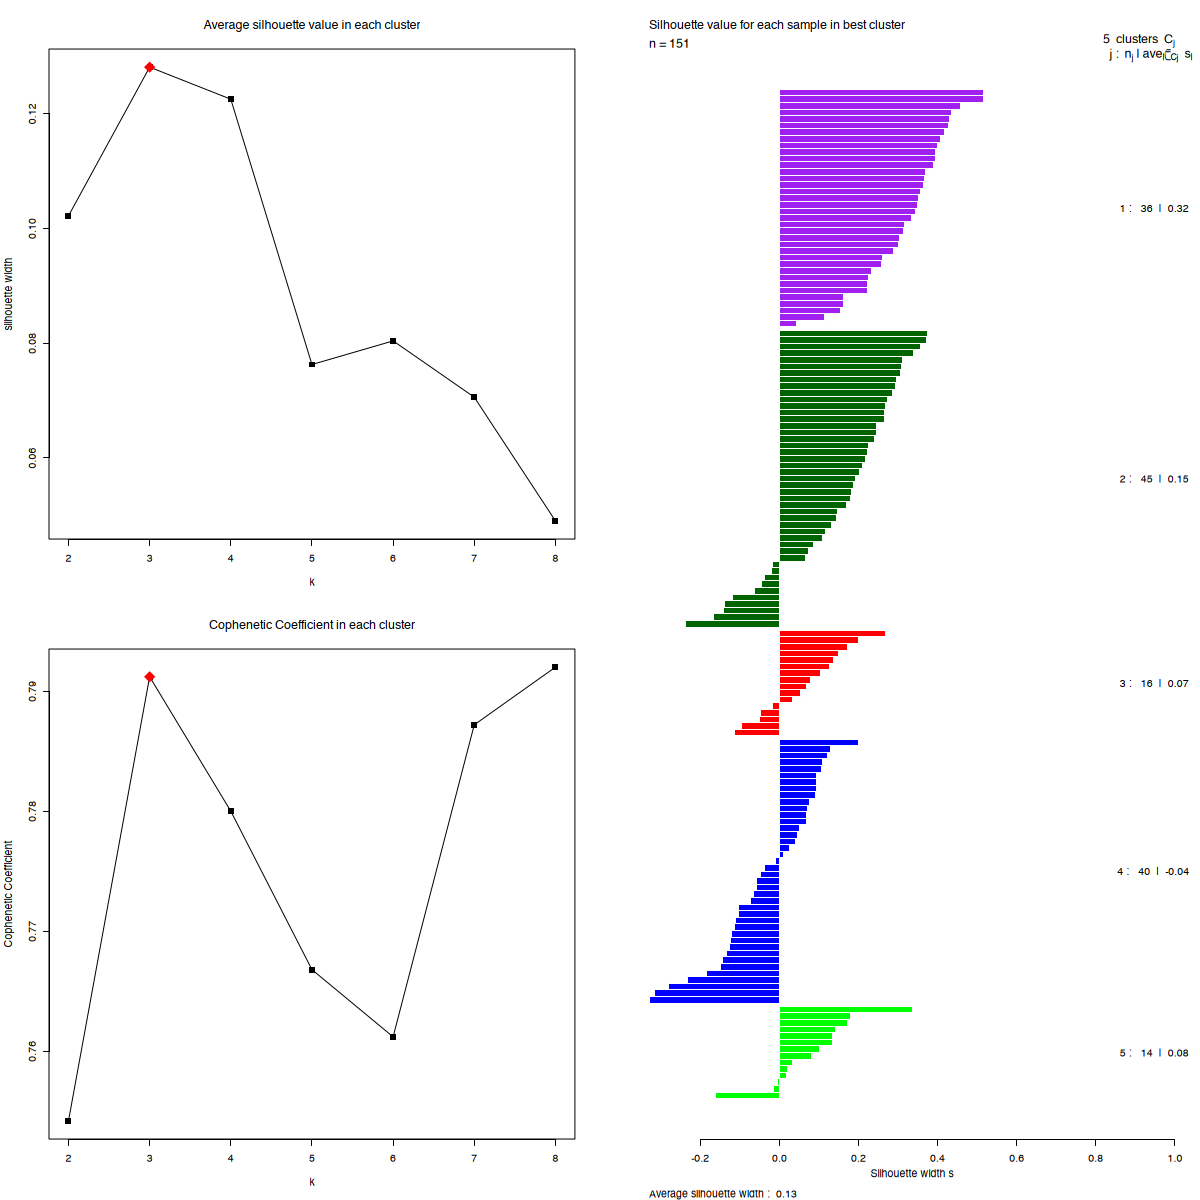 Average silhouette value in each cluster
0.12
0.10
0.08
0.06
silhouette width
2 3 4 5 6 7 8
k
Cophenetic Coefficient in each cluster
0.79
0.78
0.77
0.76
Cophenetic Coefficient
2 3 4 5 6 7 8
k
Silhouette value for each sample in best cluster
n = 151
5 clusters Cj
j : nj | avei∈Cj si
1 : 36 | 0.32
2 : 45 | 0.15
3 : 16 | 0.07
4 : 40 | -0.04
5 : 14 | 0.08
-0.2 0.0 0.2 0.4 0.6 0.8 1.0
Silhouette width s
Average silhouette width : 0.13